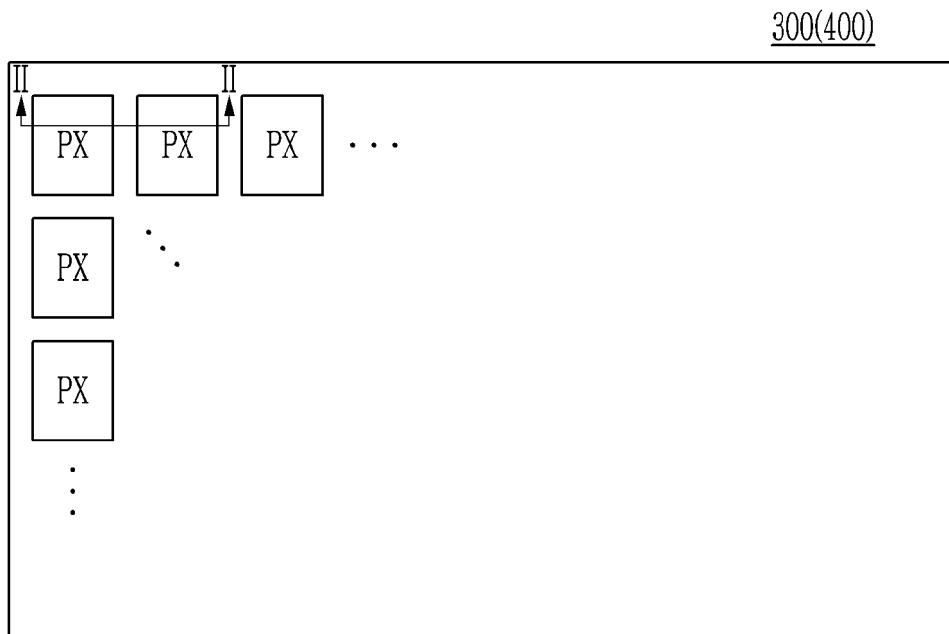 300(400)
II II
PX PX PX . . .
PX
PX